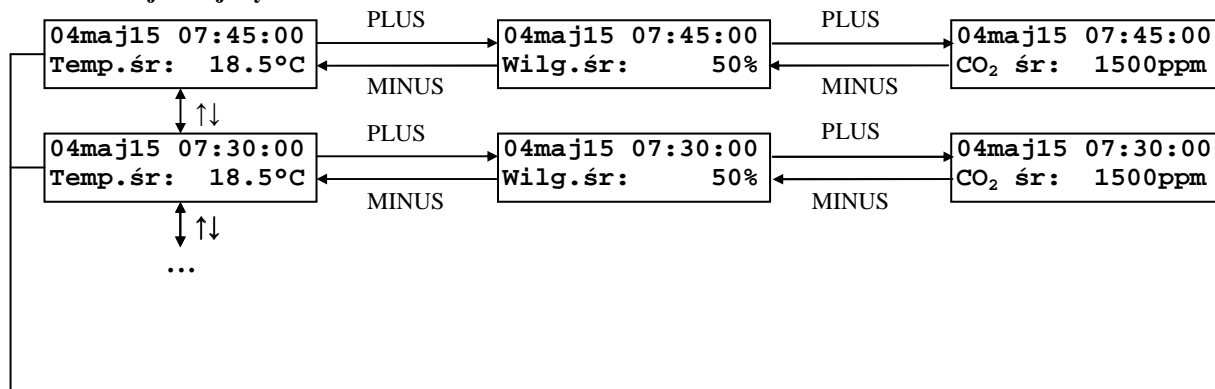 PLUS PLUS
04maj15 07:45:00 04maj15 07:45:00 04maj15 07:45:00
Temp.śr: 18.5°C Wilg.śr: 50% CO₂ śr: 1500ppm
MINUS MINUS
↑↓
PLUS PLUS
04maj15 07:30:00 04maj15 07:30:00 04maj15 07:30:00
Temp.śr: 18.5°C Wilg.śr: 50% CO₂ śr: 1500ppm
MINUS MINUS
↑↓
...